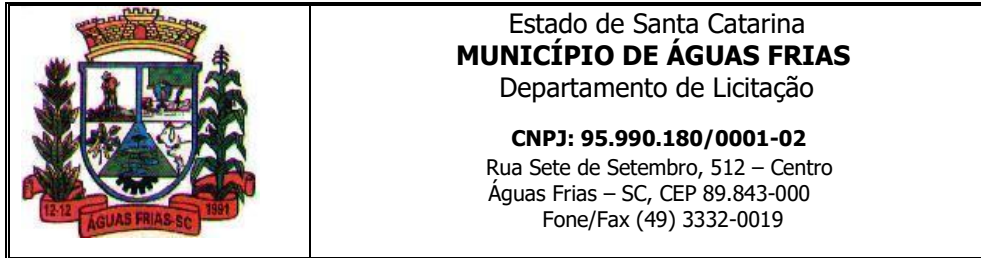 12-12
ÁGUAS FRIAS-SC
1991
Estado de Santa Catarina
MUNICÍPIO DE ÁGUAS FRIAS
Departamento de Licitação
CNPJ: 95.990.180/0001-02
Rua Sete de Setembro, 512 – Centro
Águas Frias – SC, CEP 89.843-000
Fone/Fax (49) 3332-0019